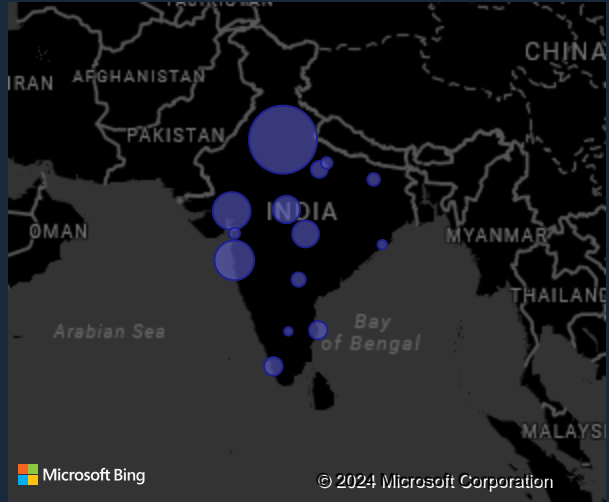 TAJIKISTAN
CHINA
IRAN
AFGHANISTAN
PAKISTAN
INDIA
OMAN
MYANMAR
THAILAND
Arabian Sea
Bay
of Bengal
MALAYS
Microsoft Bing
© 2024 Microsoft Corporation